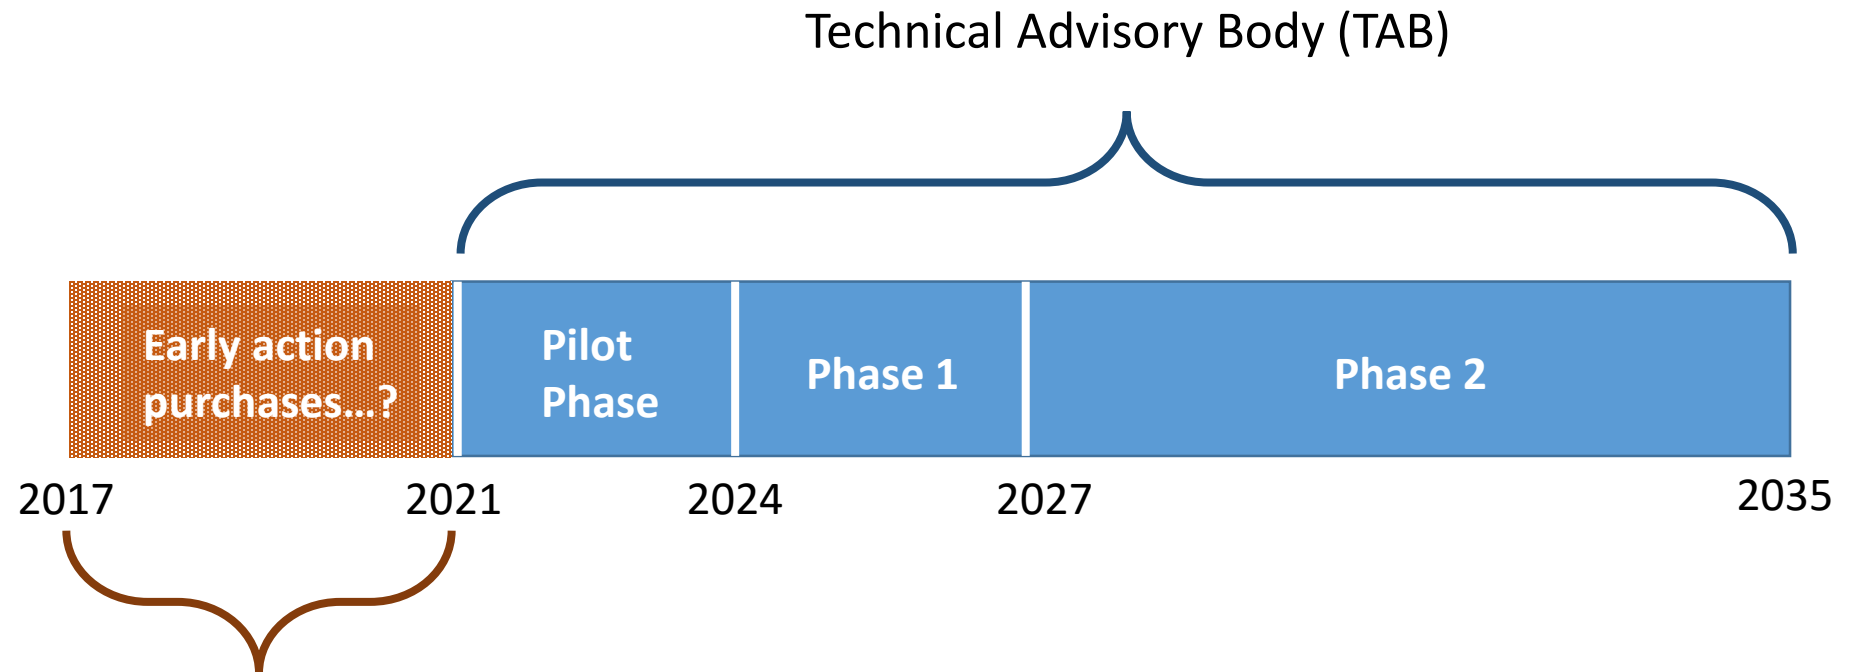 Technical Advisory Body (TAB)
Early action
purchases...?
Pilot
Phase
Phase 1
Phase 2
2017
2021
2024
2027
2035